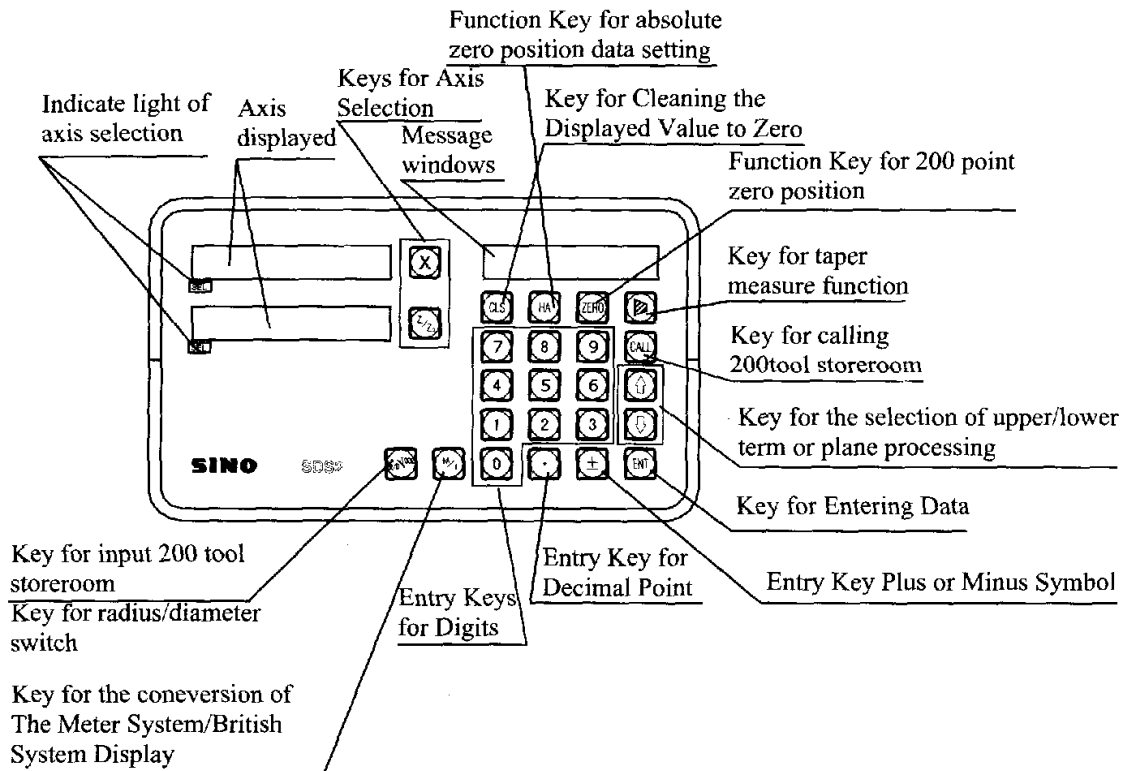 Function Key for absolute
zero position data setting
Keys for Axis
Selection
Key for Cleaning the
Displayed Value to Zero
Indicate light of
axis selection
Axis
displayed
Message
windows
Function Key for 200 point
zero position
Key for taper
measure function
Key for calling
200tool storeroom
Key for the selection of upper/lower
term or plane processing
Key for Entering Data
Entry Key Plus or Minus Symbol
Entry Key for
Decimal Point
Entry Keys
for Digits
Key for input 200 tool
storeroom
Key for radius/diameter
switch
Key for the coneversion of
The Meter System/British
System Display
SEL
X
SEL
CLS HA ZERO
7 8 9 CALL
4 5 6
1 2 3
SINO SDS2
M/I 0 . ± ENT